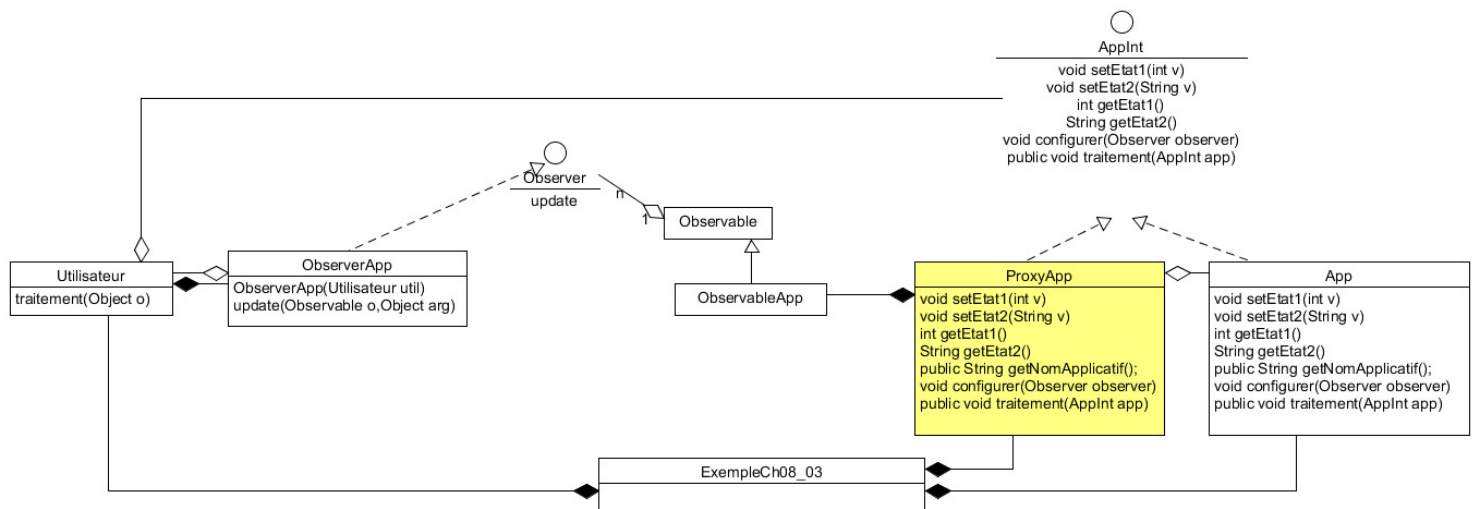 AppInt
void setEtat1(int v)
void setEtat2(String v)
int getEtat1()
String getEtat2()
void configurer(Observer observer)
public void traitement(AppInt app)
Observer
update
n
1
Observable
Utilisateur
traitement(Object o)
ObserverApp
ObserverApp(Utilisateur util)
update(Observable o,Object arg)
ObservableApp
ProxyApp
void setEtat1(int v)
void setEtat2(String v)
int getEtat1()
String getEtat2()
public String getNomApplicatif();
void configurer(Observer observer)
public void traitement(AppInt app)
App
void setEtat1(int v)
void setEtat2(String v)
int getEtat1()
String getEtat2()
public String getNomApplicatif();
void configurer(Observer observer)
public void traitement(AppInt app)
ExempleCh08_03